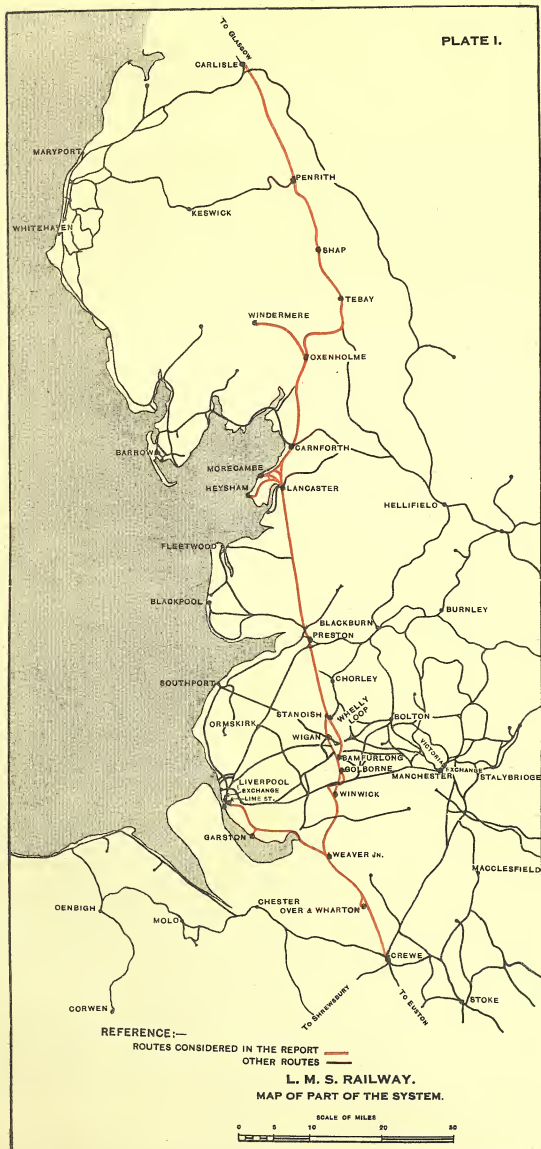 PLATE I.
To GLASGOW
CARLISLE
MARYPORT
PENRITH
KESWICK
WHITEHAVEN
SHAP
TEBAY
WINDERMERE
OXENHOLME
BARROW
CARNFORTH
MORECAMBE
HEYSHAM
LANCASTER
HELLIFIELD
FLEETWOOD
BLACKPOOL
BLACKBURN
BURNLEY
PRESTON
SOUTHPORT
CHORLEY
STANDISH
WHELLY
LOOP
BOLTON
ORMSKIRK
WIGAN
VICTORIA
BAMFURLONG
EXCHANGE
GOLBORNE
MANCHESTER
STALYBRIDGE
LIVERPOOL
EXCHANGE
LIME ST.
WINWICK
GARSTON
WEAVER JN.
MACCLESFIELD
CHESTER
OVER & WHARTON
DENBIGH
MOLD
CREWE
CORWEN
To SHREWSBURY
To EUSTON
STOKE
REFERENCE:—
ROUTES CONSIDERED IN THE REPORT
OTHER ROUTES
L. M. S. RAILWAY.
MAP OF PART OF THE SYSTEM.
SCALE OF MILES
0 5 10 20 30